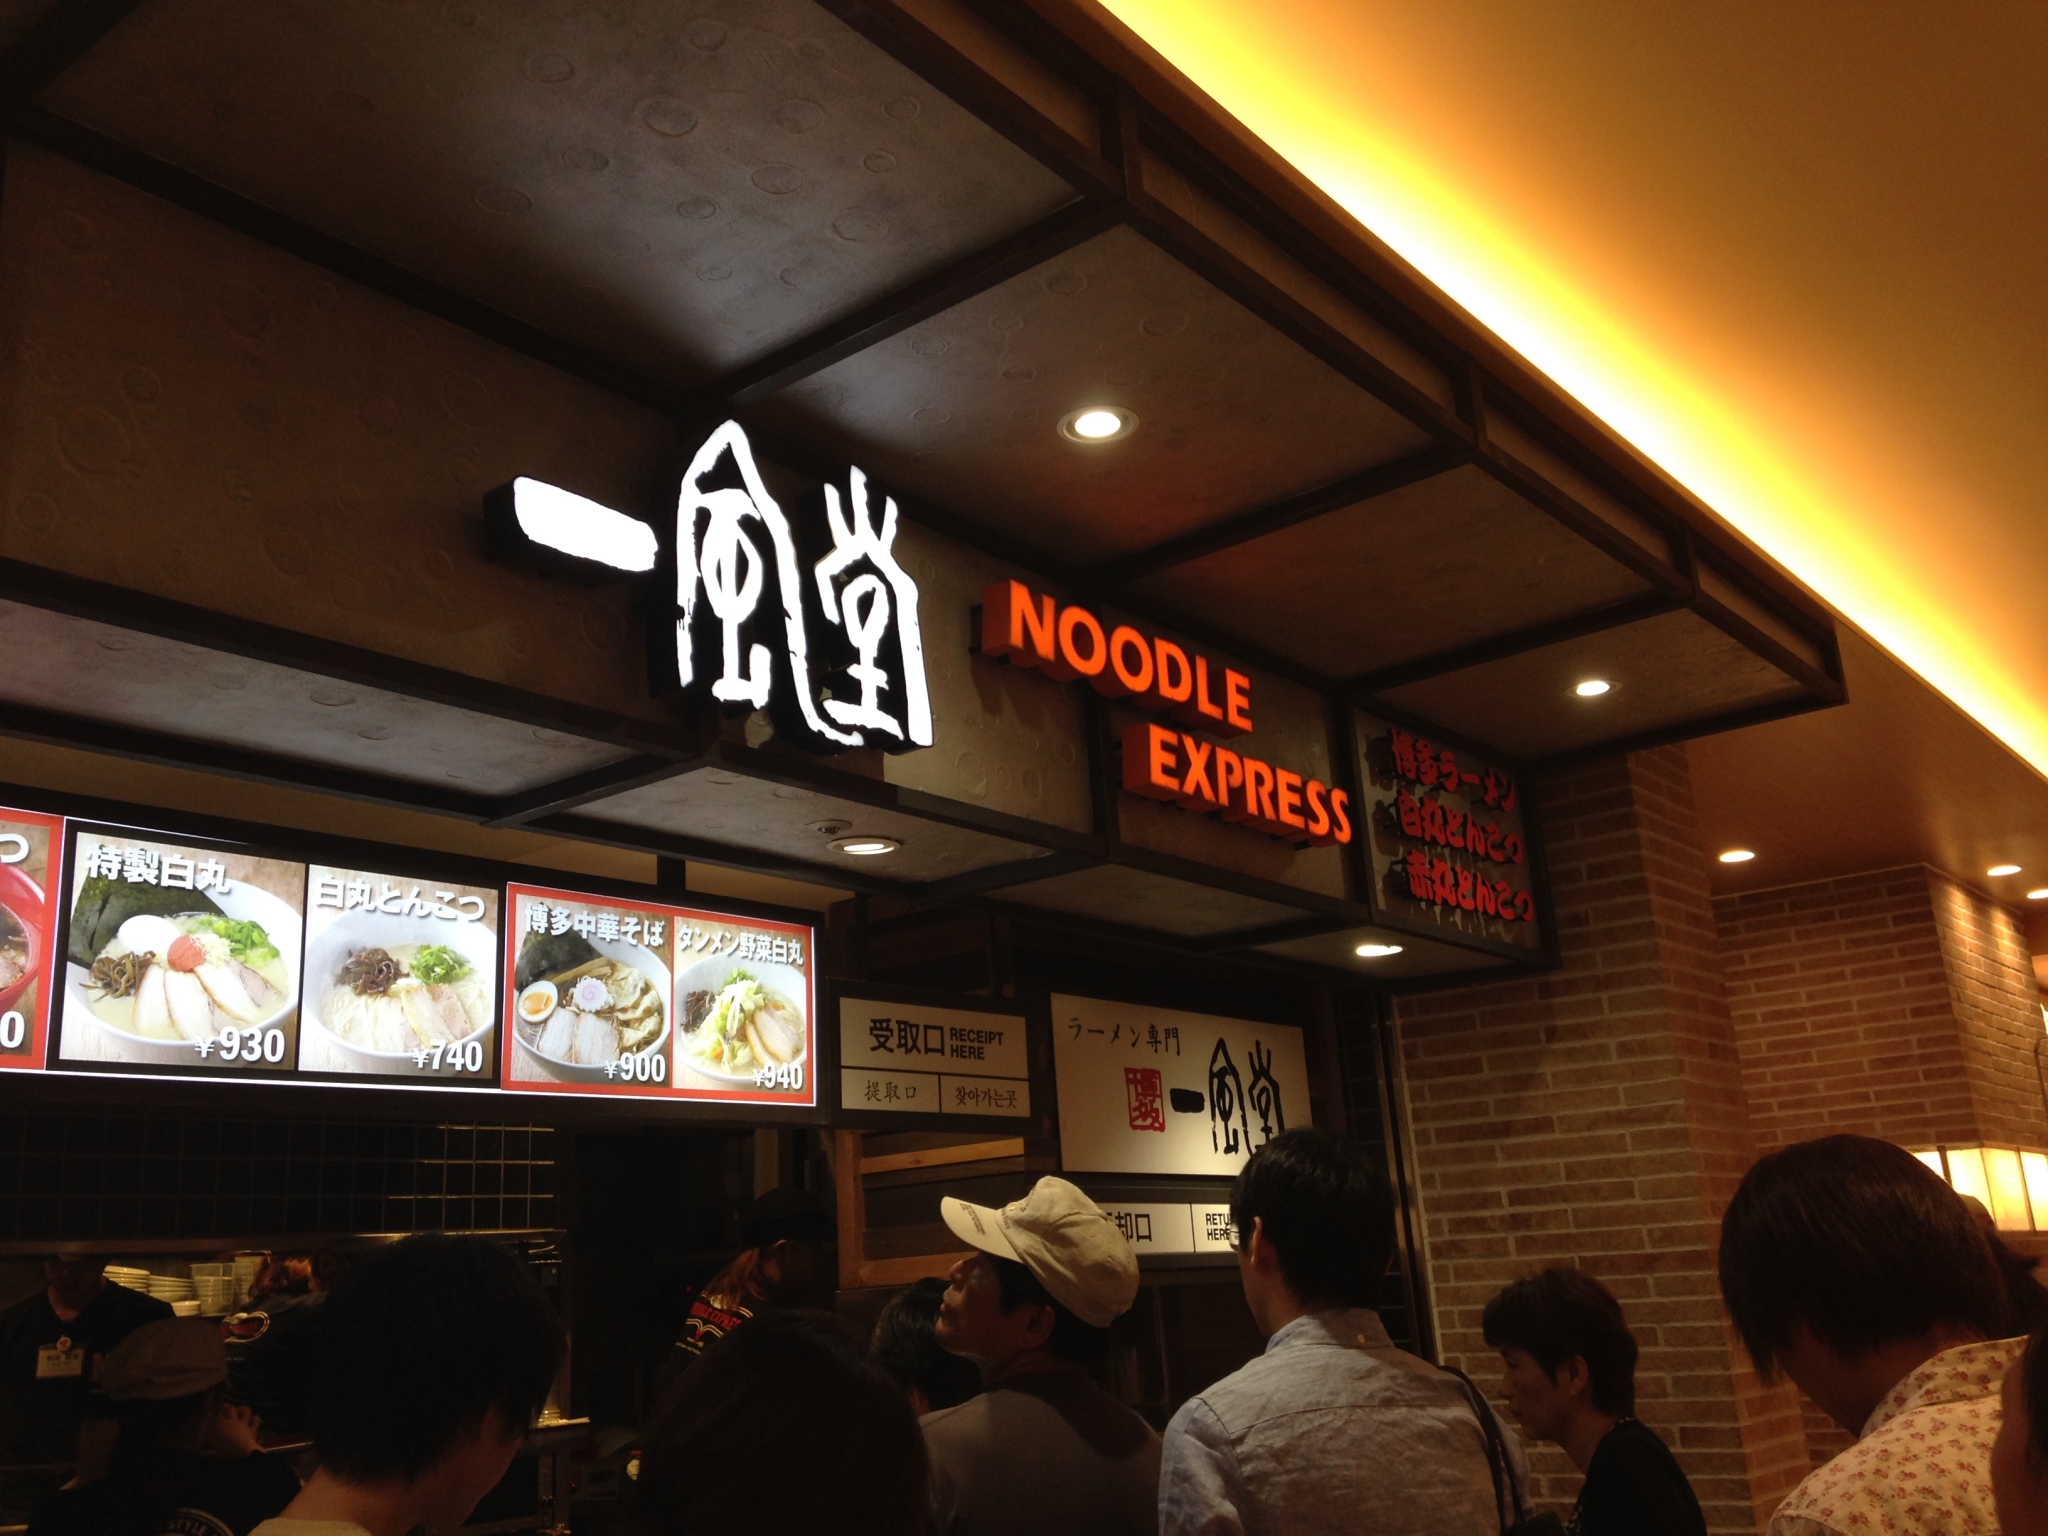 一風堂
NOODLE
EXPRESS
博多ラーメン
白丸とんこつ
赤丸とんこつ
つ
0
特製白丸
¥930
白丸とんこつ
¥740
博多中華そば
¥900
タンメン野菜白丸
¥940
受取口 RECEIPT
HERE
提取口 찾아가는곳
ラーメン専門
博多 一風堂
却口
RETU
HERE